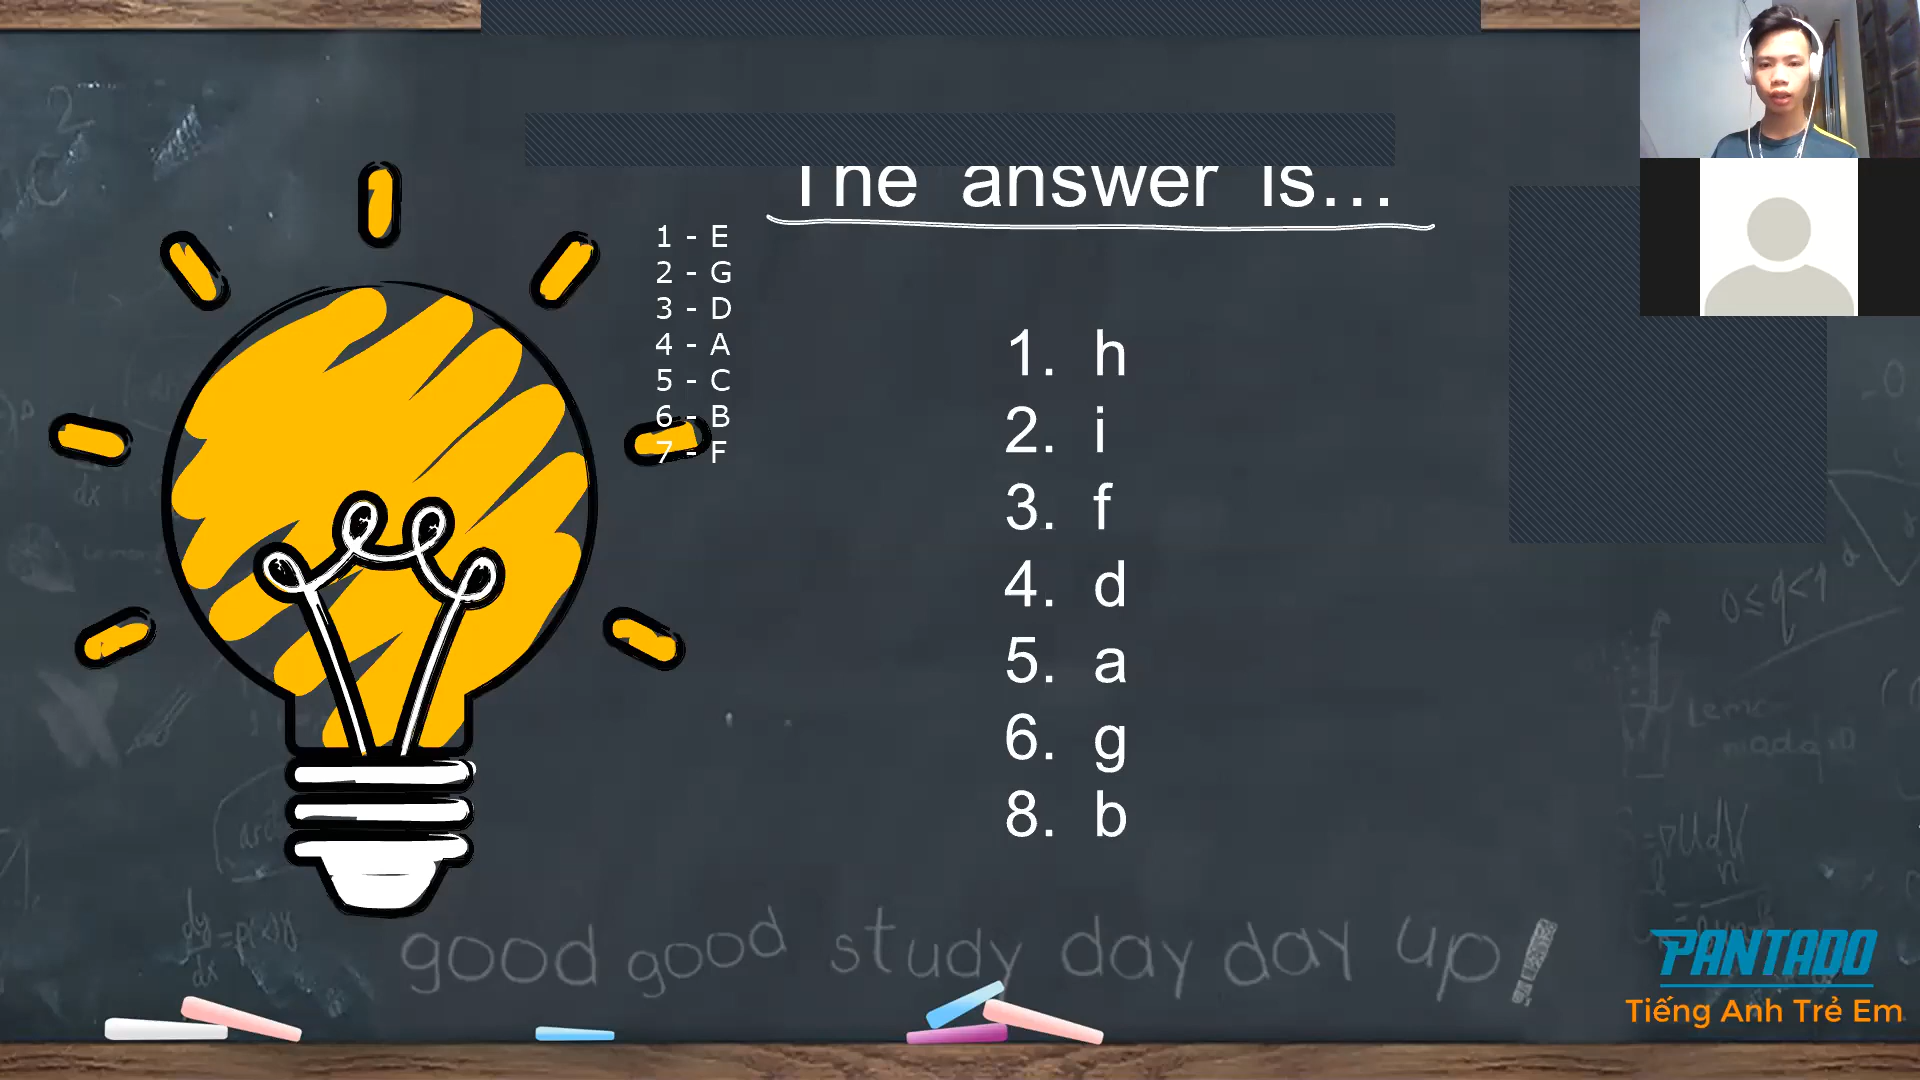 The answer is...
1 - E
2 - G
3 - D
4 - A
5 - C
6 - B
7 - F
1. h
2. i
3. f
4. d
5. a
6. g
8. b
good good study day day up!
PANTADO
Tiếng Anh Trẻ Em